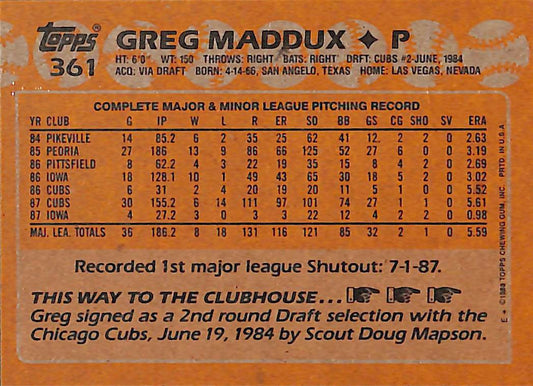 Topps
361
GREG MADDUX ✦ P
HT: 6'0" WT: 150 THROWS: RIGHT BATS: RIGHT DRFT: CUBS #2-JUNE, 1984
ACQ: VIA DRAFT BORN: 4-14-66, SAN ANGELO, TEXAS HOME: LAS VEGAS, NEVADA
COMPLETE MAJOR & MINOR LEAGUE PITCHING RECORD
YR CLUB G IP W L R ER SO BB GS CG SHO SV ERA
84 PIKEVILLE 14 85.2 6 2 35 25 62 41 12 2 2 0 2.63
85 PEORIA 27 186 13 9 86 66 125 52 27 6 0 0 3.19
86 PITTSFIELD 8 62.2 4 3 22 19 35 15 8 4 2 0 2.69
86 IOWA 18 128.1 10 1 49 43 65 30 18 5 2 0 3.02
86 CUBS 6 31 2 4 20 19 20 11 5 1 0 0 5.52
87 CUBS 30 155.2 6 14 111 97 101 74 27 1 1 0 5.61
87 IOWA 4 27.2 3 0 3 3 22 12 4 2 0 0.98
MAJ. LEA. TOTALS 36 186.2 8 18 131 116 121 85 32 2 1 0 5.59
Recorded 1st major league Shutout: 7-1-87.
THIS WAY TO THE CLUBHOUSE...
Greg signed as a 2nd round Draft selection with the
Chicago Cubs, June 19, 1984 by Scout Doug Mapson.
E * © 1988 TOPPS CHEWING GUM, INC. PRTD. IN U.S.A.